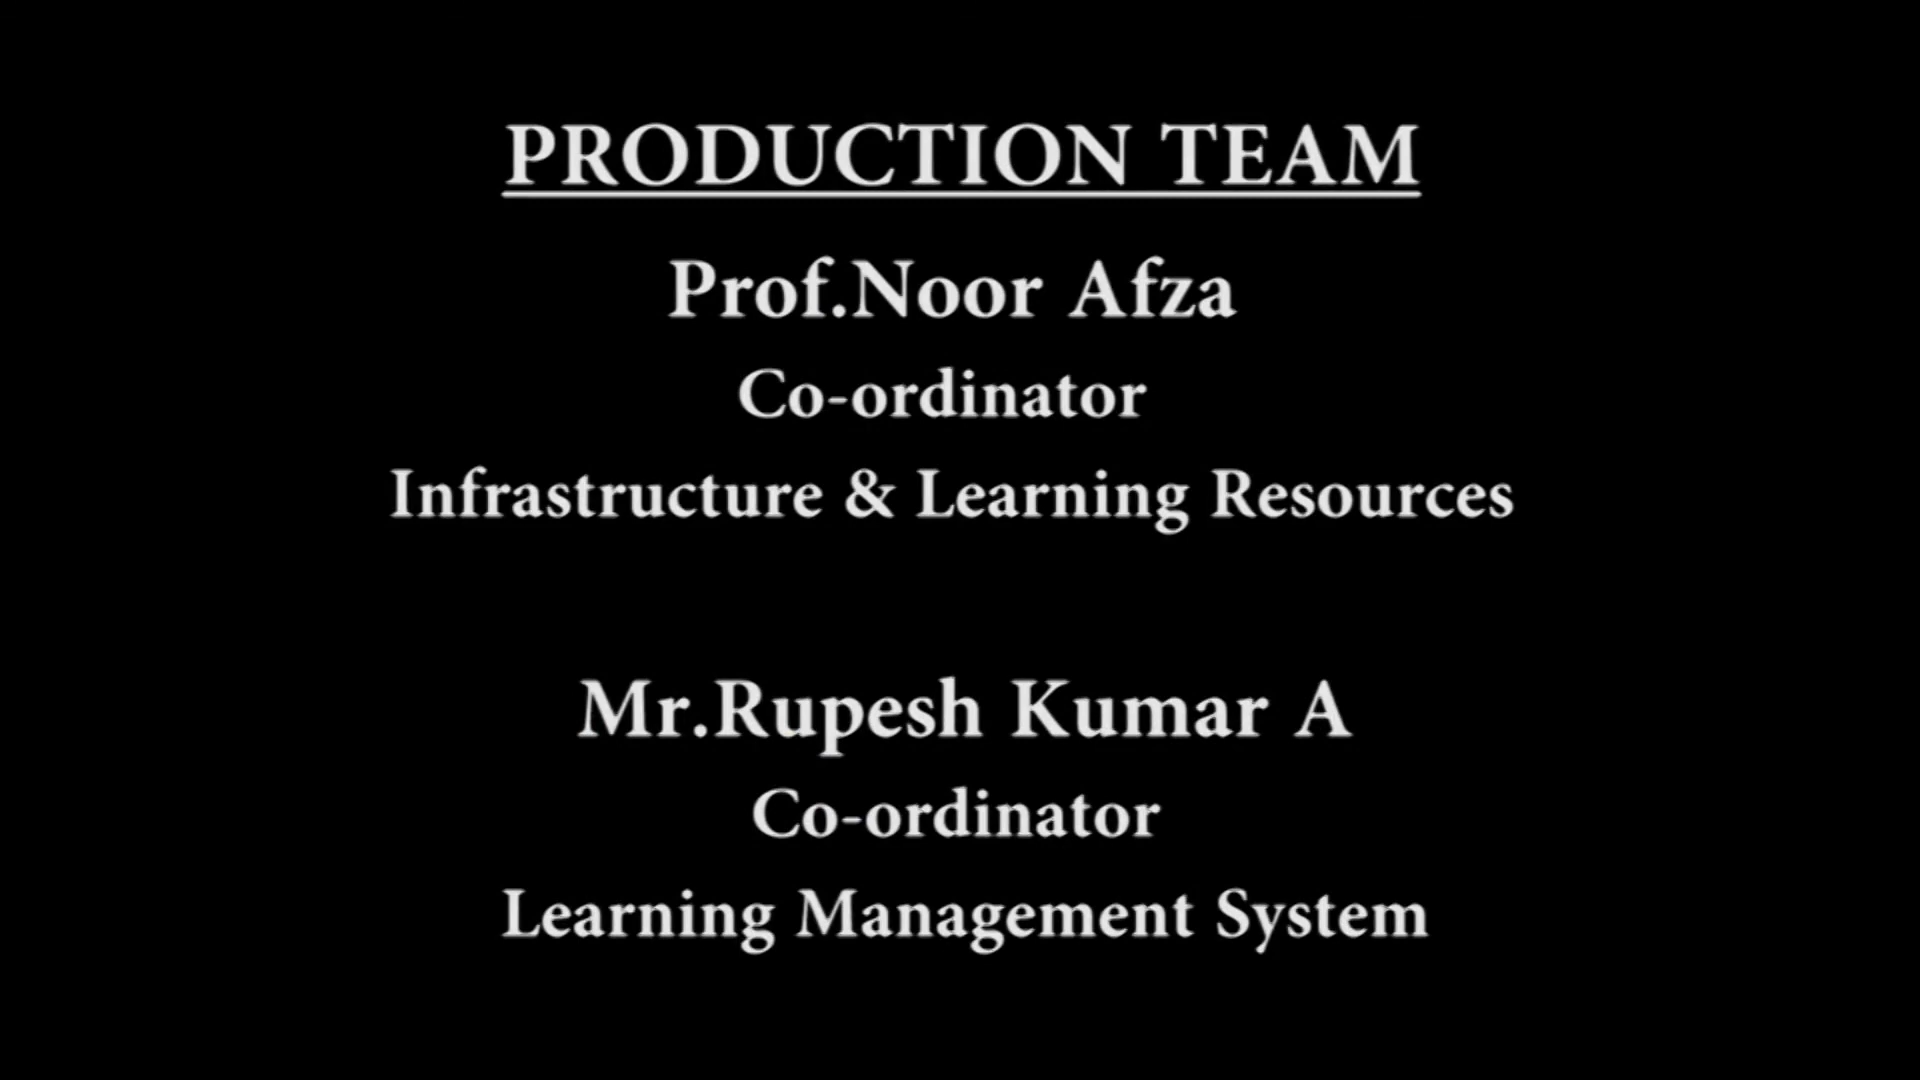 PRODUCTION TEAM
Prof.Noor Afza
Co-ordinator
Infrastructure & Learning Resources
Mr.Rupesh Kumar A
Co-ordinator
Learning Management System